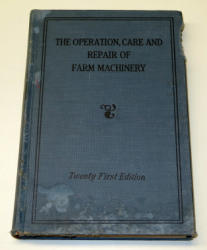 THE OPERATION, CARE AND
REPAIR OF
FARM MACHINERY
Twenty First Edition